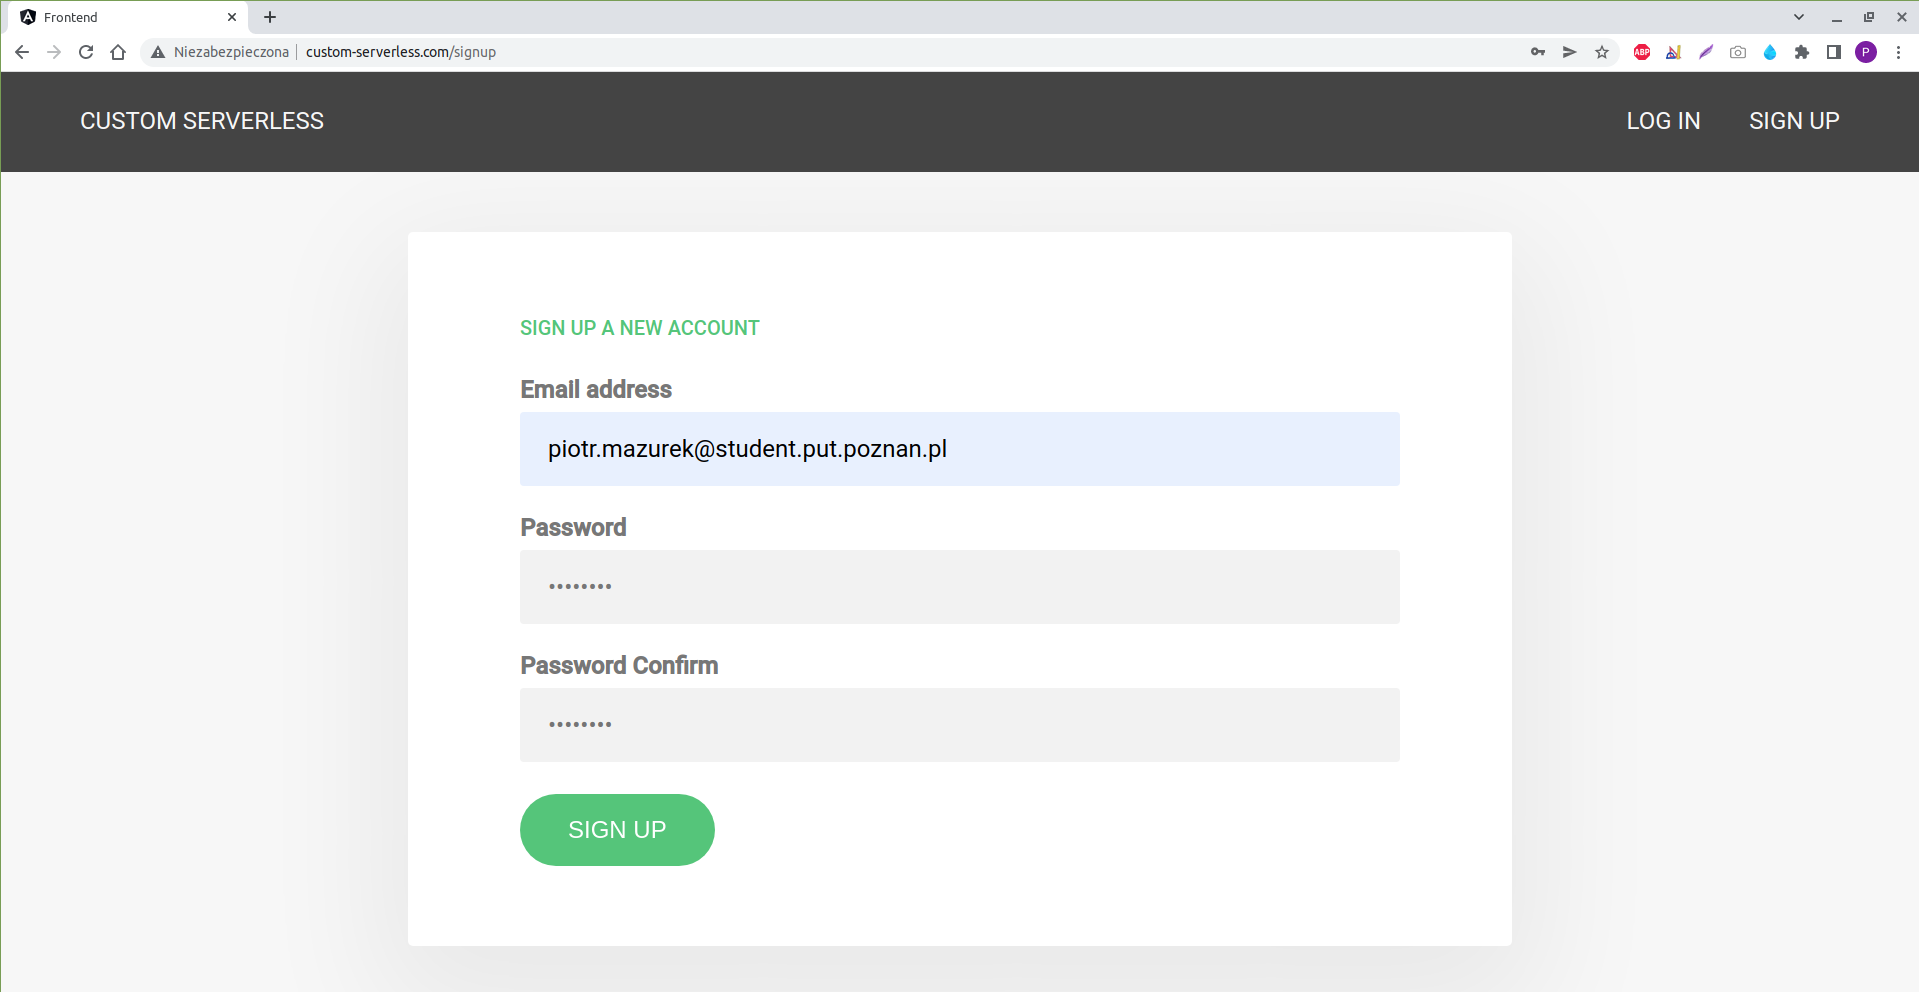 Frontend
Niezabezpieczona | custom-serverless.com/signup
ABP
P
CUSTOM SERVERLESS
LOG IN
SIGN UP
SIGN UP A NEW ACCOUNT
Email address
piotr.mazurek@student.put.poznan.pl
Password
••••••••
Password Confirm
••••••••
SIGN UP